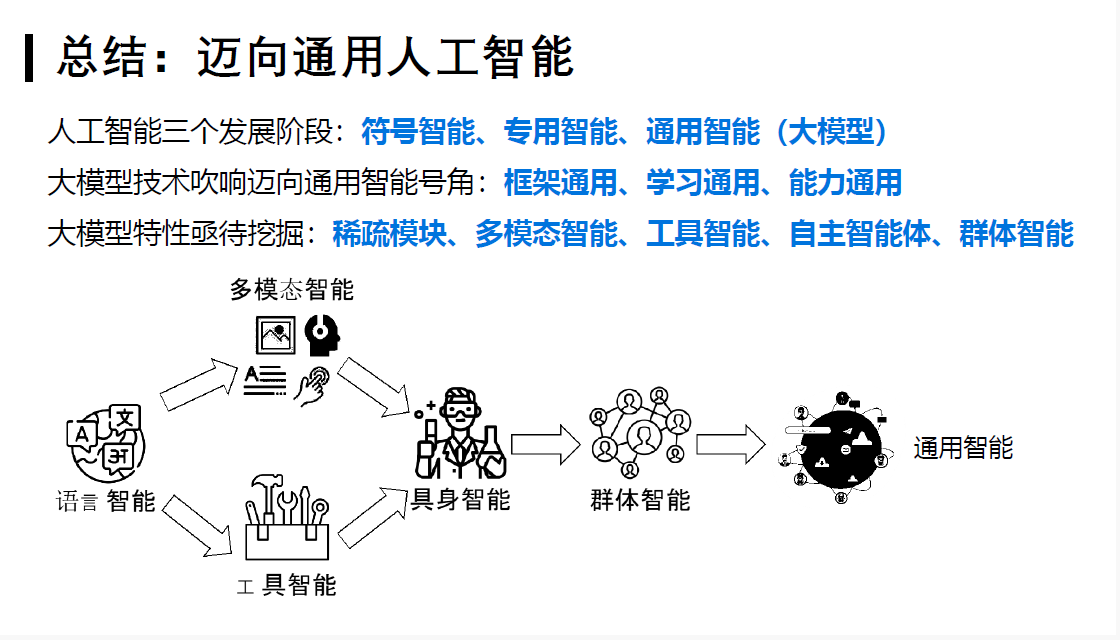 总结：迈向通用人工智能
人工智能三个发展阶段：符号智能、专用智能、通用智能（大模型）
大模型技术吹响迈向通用智能号角：框架通用、学习通用、能力通用
大模型特性亟待挖掘：稀疏模块、多模态智能、工具智能、自主智能体、群体智能
多模态智能
A
文
A
अ
语言 智能
工 具智能
具身智能
群体智能
通用智能